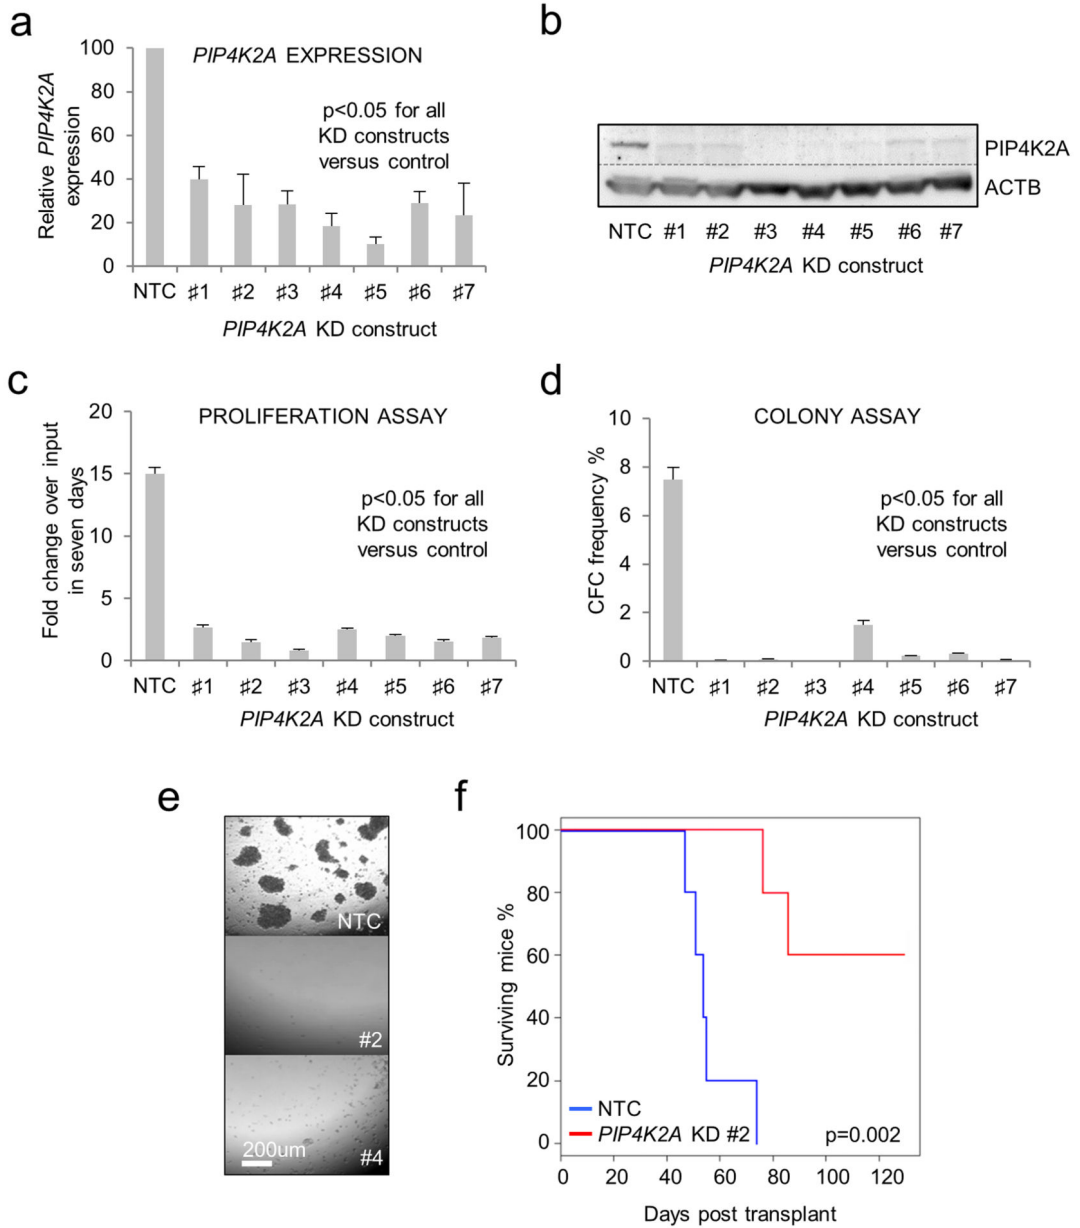 a
PIP4K2A EXPRESSION
Relative PIP4K2A
expression
100
80
60
40
20
0
p<0.05 for all
KD constructs
versus control
NTC ♯1 ♯2 ♯3 ♯4 ♯5 ♯6 ♯7
PIP4K2A KD construct
b
PIP4K2A
ACTB
NTC #1 #2 #3 #4 #5 #6 #7
PIP4K2A KD construct
c
PROLIFERATION ASSAY
Fold change over input
in seven days
20
15
10
5
0
p<0.05 for all
KD constructs
versus control
NTC ♯1 ♯2 ♯3 ♯4 ♯5 ♯6 ♯7
PIP4K2A KD construct
d
COLONY ASSAY
CFC frequency %
10
8
6
4
2
0
p<0.05 for all
KD constructs
versus control
NTC ♯1 ♯2 ♯3 ♯4 ♯5 ♯6 ♯7
PIP4K2A KD construct
e
NTC
#2
200um
#4
f
Surviving mice %
100
80
60
40
20
0
NTC
PIP4K2A KD #2
p=0.002
0 20 40 60 80 100 120
Days post transplant